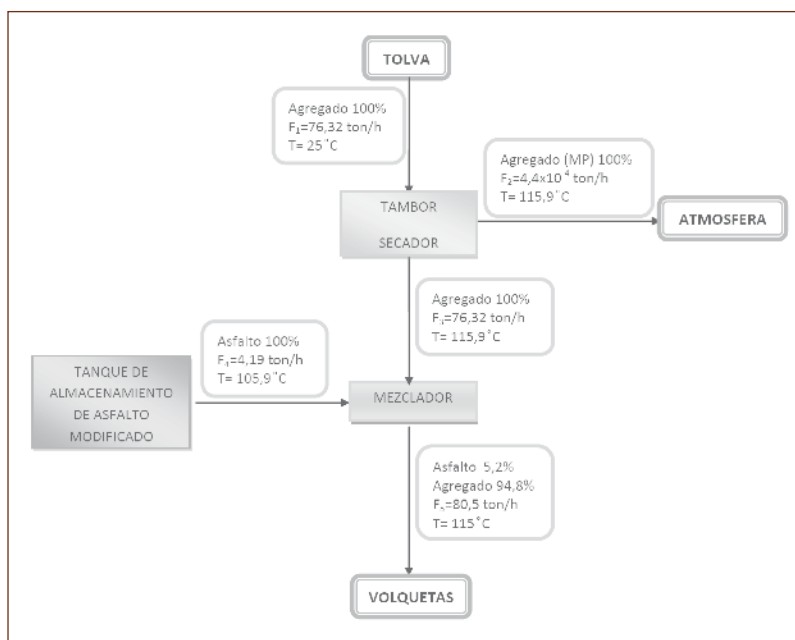 TOLVA
Agregado 100%
F₁=76,32 ton/h
T= 25˚C
Agregado (MP) 100%
F₂=4,4x10⁻⁴ ton/h
T= 115,9˚C
TAMBOR
SECADOR
ATMOSFERA
Agregado 100%
F₃=76,32 ton/h
T= 115,9˚C
Asfalto 100%
F₄=4,19 ton/h
T= 105,9˚C
TANQUE DE
ALMACENAMIENTO
DE ASFALTO
MODIFICADO
MEZCLADOR
Asfalto 5,2%
Agregado 94,8%
F₅=80,5 ton/h
T= 115˚C
VOLQUETAS